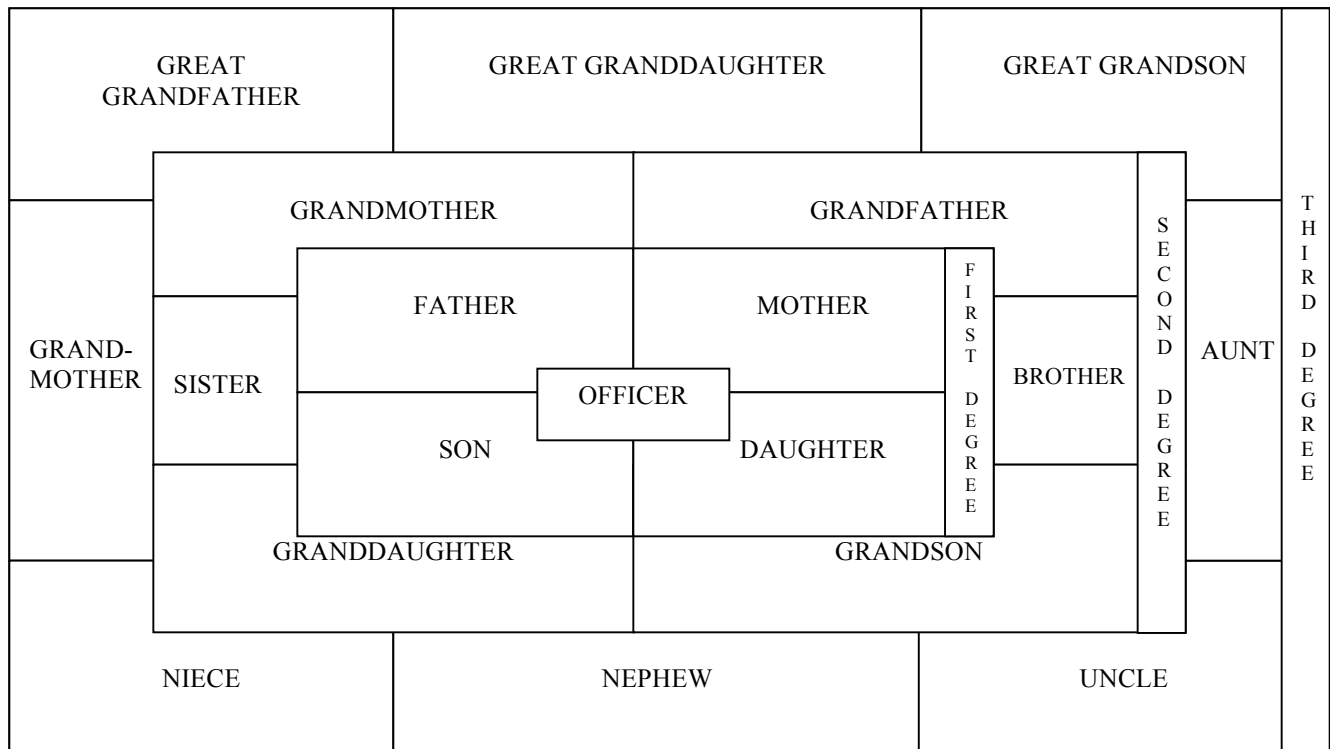 GREAT
GRANDFATHER
GREAT GRANDDAUGHTER
GREAT GRANDSON
GRANDMOTHER
GRANDFATHER
FATHER
MOTHER
GRAND-
MOTHER
SISTER
OFFICER
BROTHER
AUNT
SON
DAUGHTER
GRANDDAUGHTER
GRANDSON
NIECE
NEPHEW
UNCLE
FIRST DEGREE
SECOND DEGREE
THIRD DEGREE